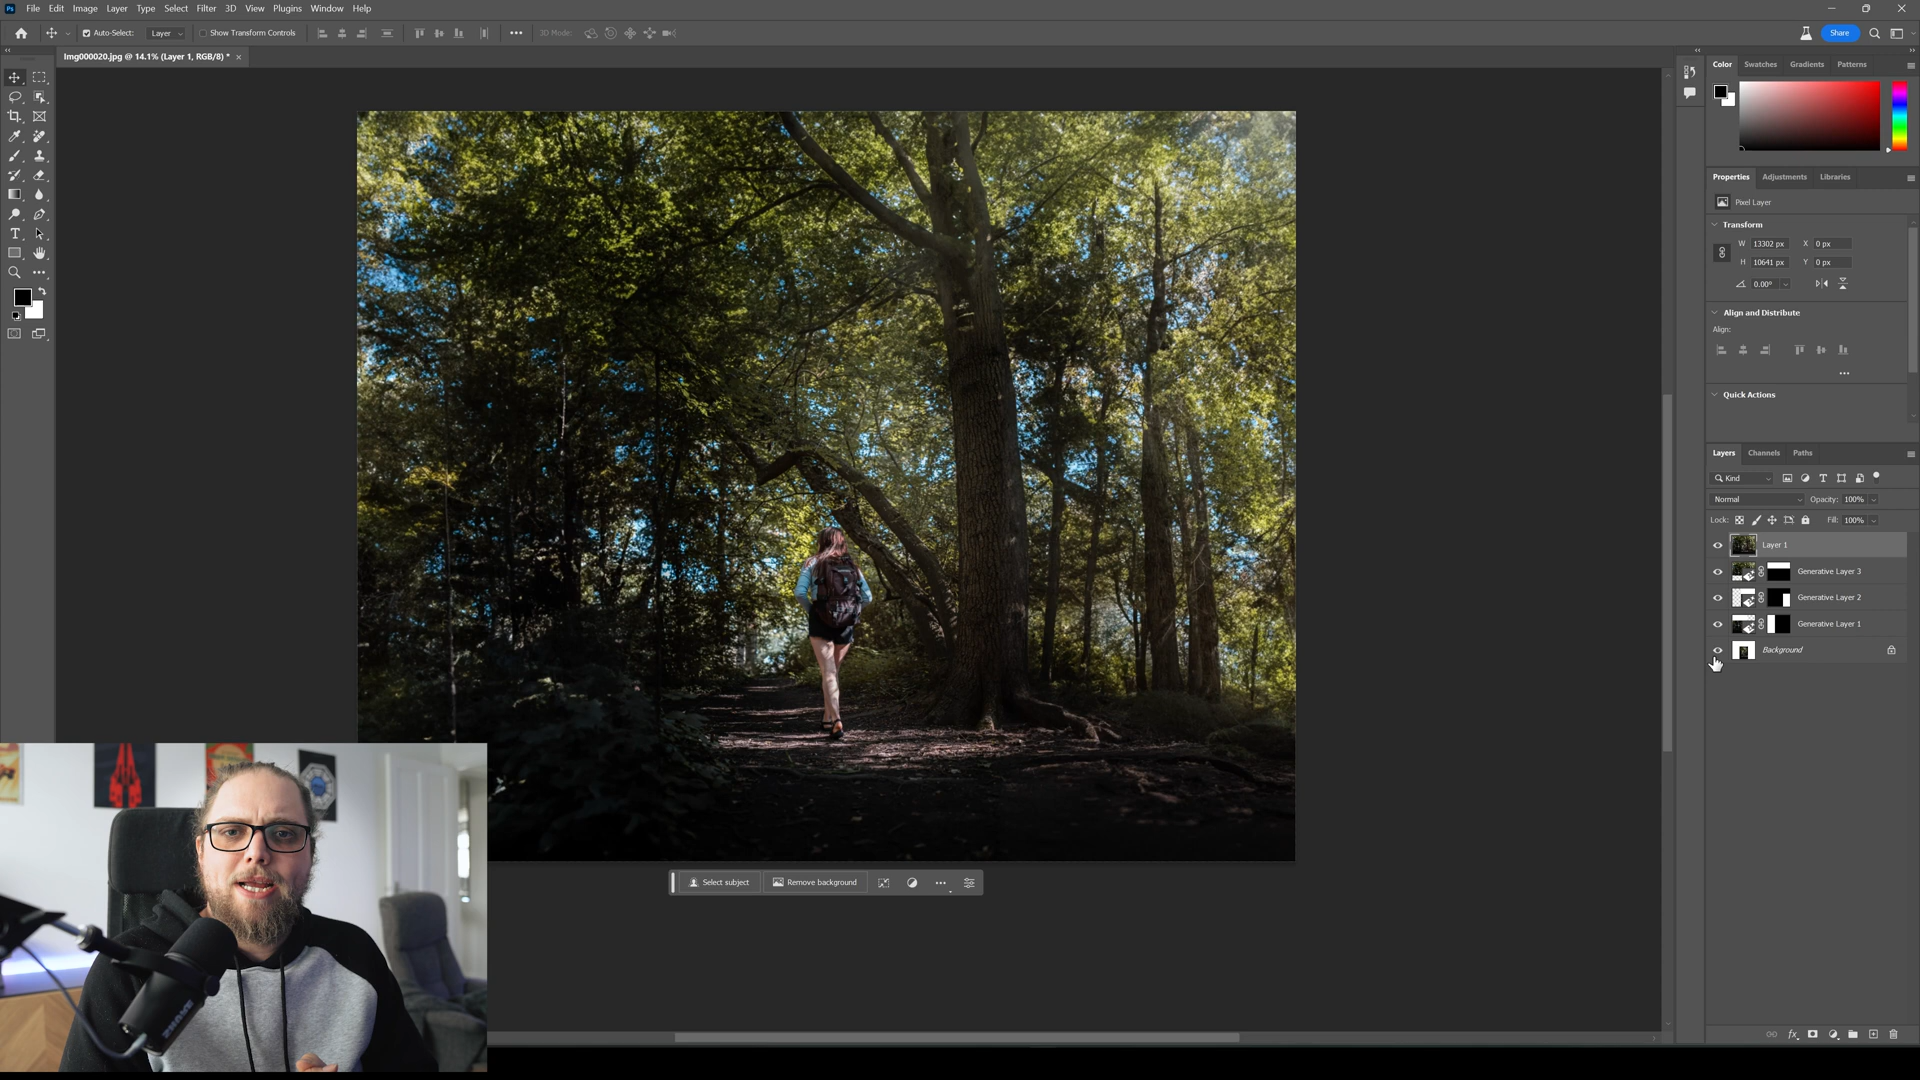 Ps File Edit Image Layer Type Select Filter 3D View Plugins Window Help
Auto-Select: Layer Show Transform Controls 3D Mode: Share
Img000020.jpg @ 14.1% (Layer 1, RGB/8) *
Color Swatches Gradients Patterns
Properties Adjustments Libraries
Pixel Layer
Transform
W 13302 px X 0 px
H 10641 px Y 0 px
0.00°
Align and Distribute
Align:
Quick Actions
Layers Channels Paths
Kind
Normal Opacity: 100%
Lock: Fill: 100%
Layer 1
Generative Layer 3
Generative Layer 2
Generative Layer 1
Background
Select subject Remove background
fx